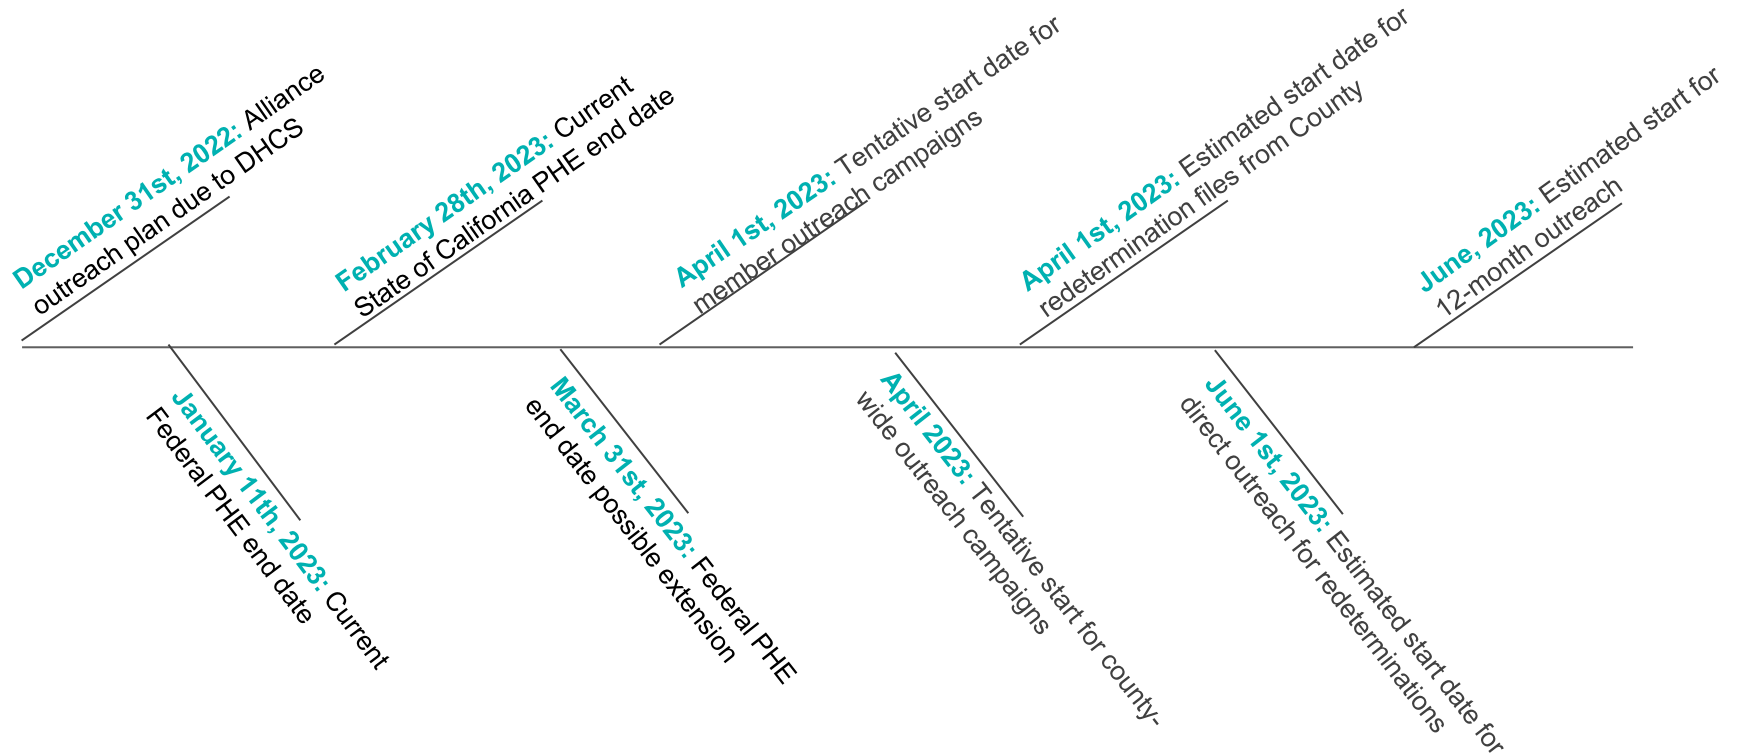 December 31st, 2022: Alliance
outreach plan due to DHCS
January 11th, 2023: Current
Federal PHE end date
February 28th, 2023: Current
State of California PHE end date
March 31st, 2023: Federal PHE
end date possible extension
April 1st, 2023: Tentative start date for
member outreach campaigns
April 2023: Tentative start for county-
wide outreach campaigns
April 1st, 2023: Estimated start date for
redetermination files from County
June 1st, 2023: Estimated start date for
direct outreach for redeterminations
June, 2023: Estimated start for
12-month outreach